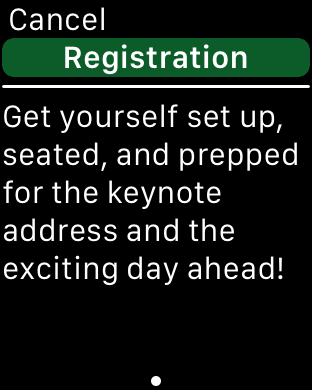 Cancel
Registration
Get yourself set up,
seated, and prepped
for the keynote
address and the
exciting day ahead!